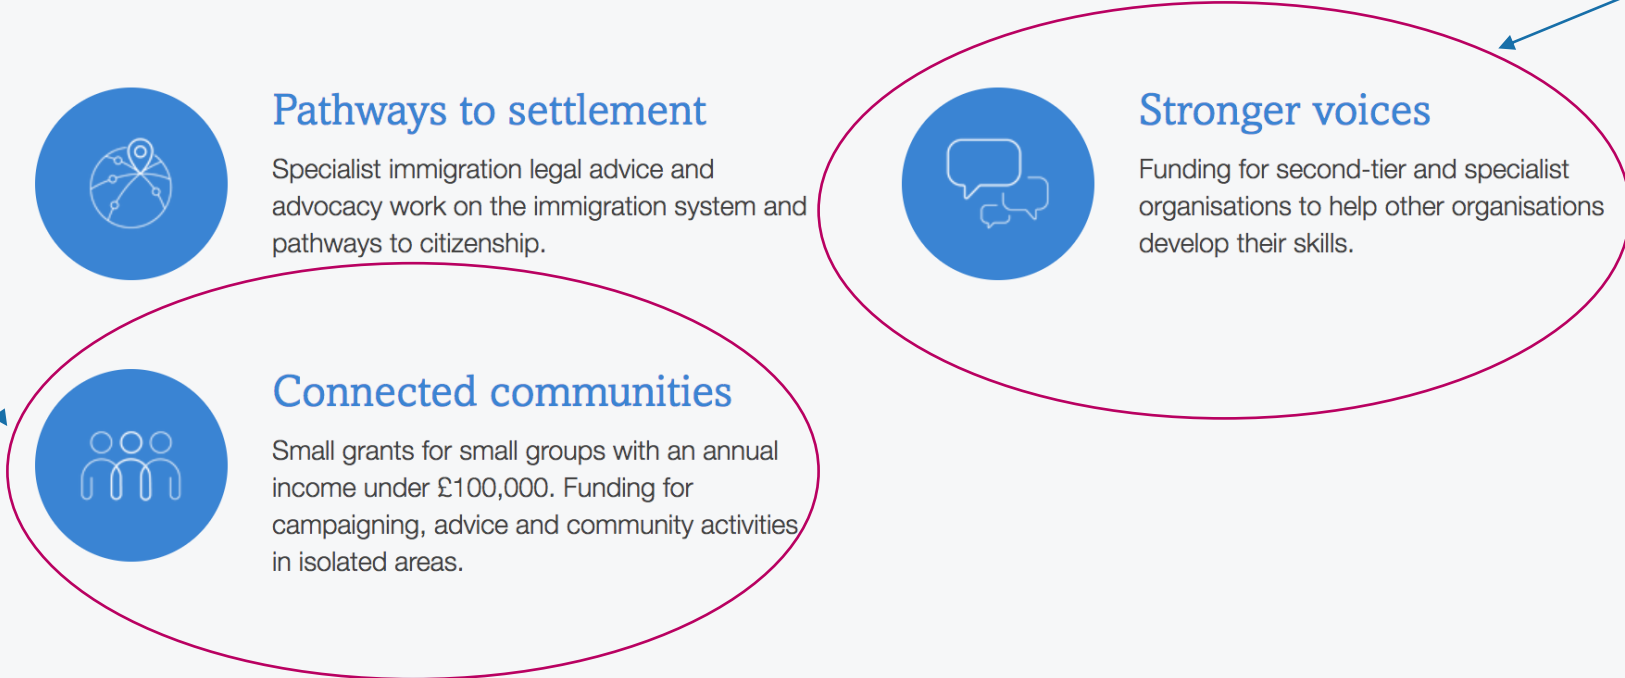 Pathways to settlement
Specialist immigration legal advice and
advocacy work on the immigration system and
pathways to citizenship.
Stronger voices
Funding for second-tier and specialist
organisations to help other organisations
develop their skills.
Connected communities
Small grants for small groups with an annual
income under £100,000. Funding for
campaigning, advice and community activities
in isolated areas.